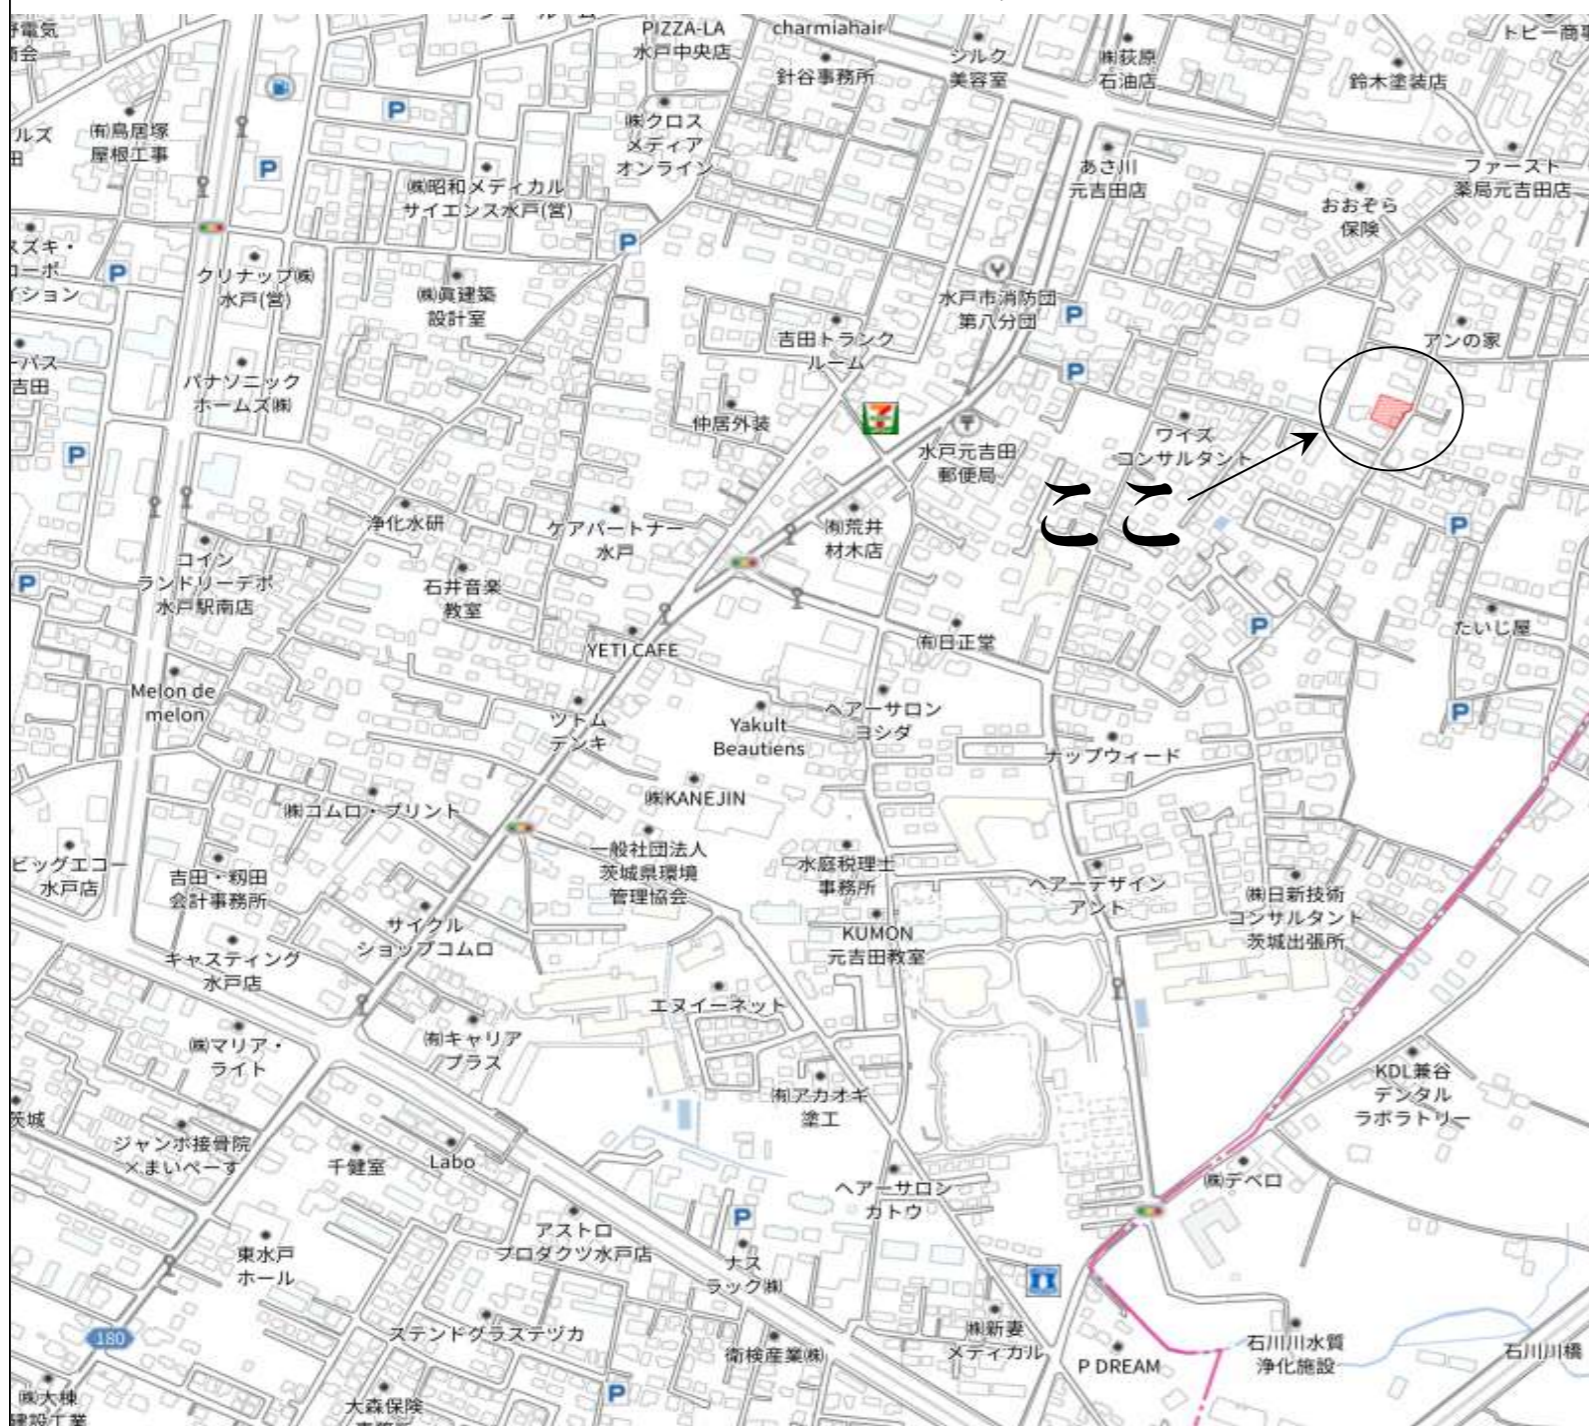 PIZZA-LA
水戸中央店
charmiahair
針谷事務所
シルク
美容室
㈱荻原
石油店
鈴木塗装店
㈲鳥居塚
屋根工事
P
㈱クロス
メディア
オンライン
P
㈱昭和メディカル
サイエンス水戸(営)
あさ川
元吉田店
おおぞら
保険
ファースト
薬局元吉田店
P
P
クリナップ㈱
水戸(営)
㈱眞建築
設計室
水戸市消防団
第八分団
P
吉田トランク
ルーム
アンの家
パナソニック
ホームズ㈱
P
仲居外装
7
〒
水戸元吉田
郵便局
ワイズ
コンサルタント
ここ
P
浄化水研
ケアパートナー
水戸
㈲荒井
材木店
P
コイン
ランドリーデポ
水戸駅南店
P
石井音楽
教室
YETI CAFE
㈲日正堂
P
たいじ屋
Melon de
melon
ツトム
デンキ
Yakult
Beautiens
ヘアーサロン
ヨシダ
P
ナップウィード
㈱コムロ・プリント
㈱KANEJIN
ビッグエコー
水戸店
吉田・籾田
会計事務所
一般社団法人
茨城県環境
管理協会
水庭税理士
事務所
ヘアーデザイン
アント
㈱日新技術
コンサルタント
茨城出張所
サイクル
ショップコムロ
KUMON
元吉田教室
キャスティング
水戸店
エヌイーネット
㈱マリア・
ライト
㈲キャリア
プラス
㈲アカオギ
塗工
KDL兼谷
デンタル
ラボラトリー
茨城
ジャンボ接骨院
×まいぺーす
千健室
Labo
ヘアーサロン
カトウ
㈱デベロ
東水戸
ホール
アストロ
プロダクツ水戸店
P
ナス
ラック㈱
180
ステンドグラステヅカ
衛検産業㈱
㈱新妻
メディカル
P DREAM
石川川水質
浄化施設
石川川橋
P
㈱大棟
建設工業
大森保険